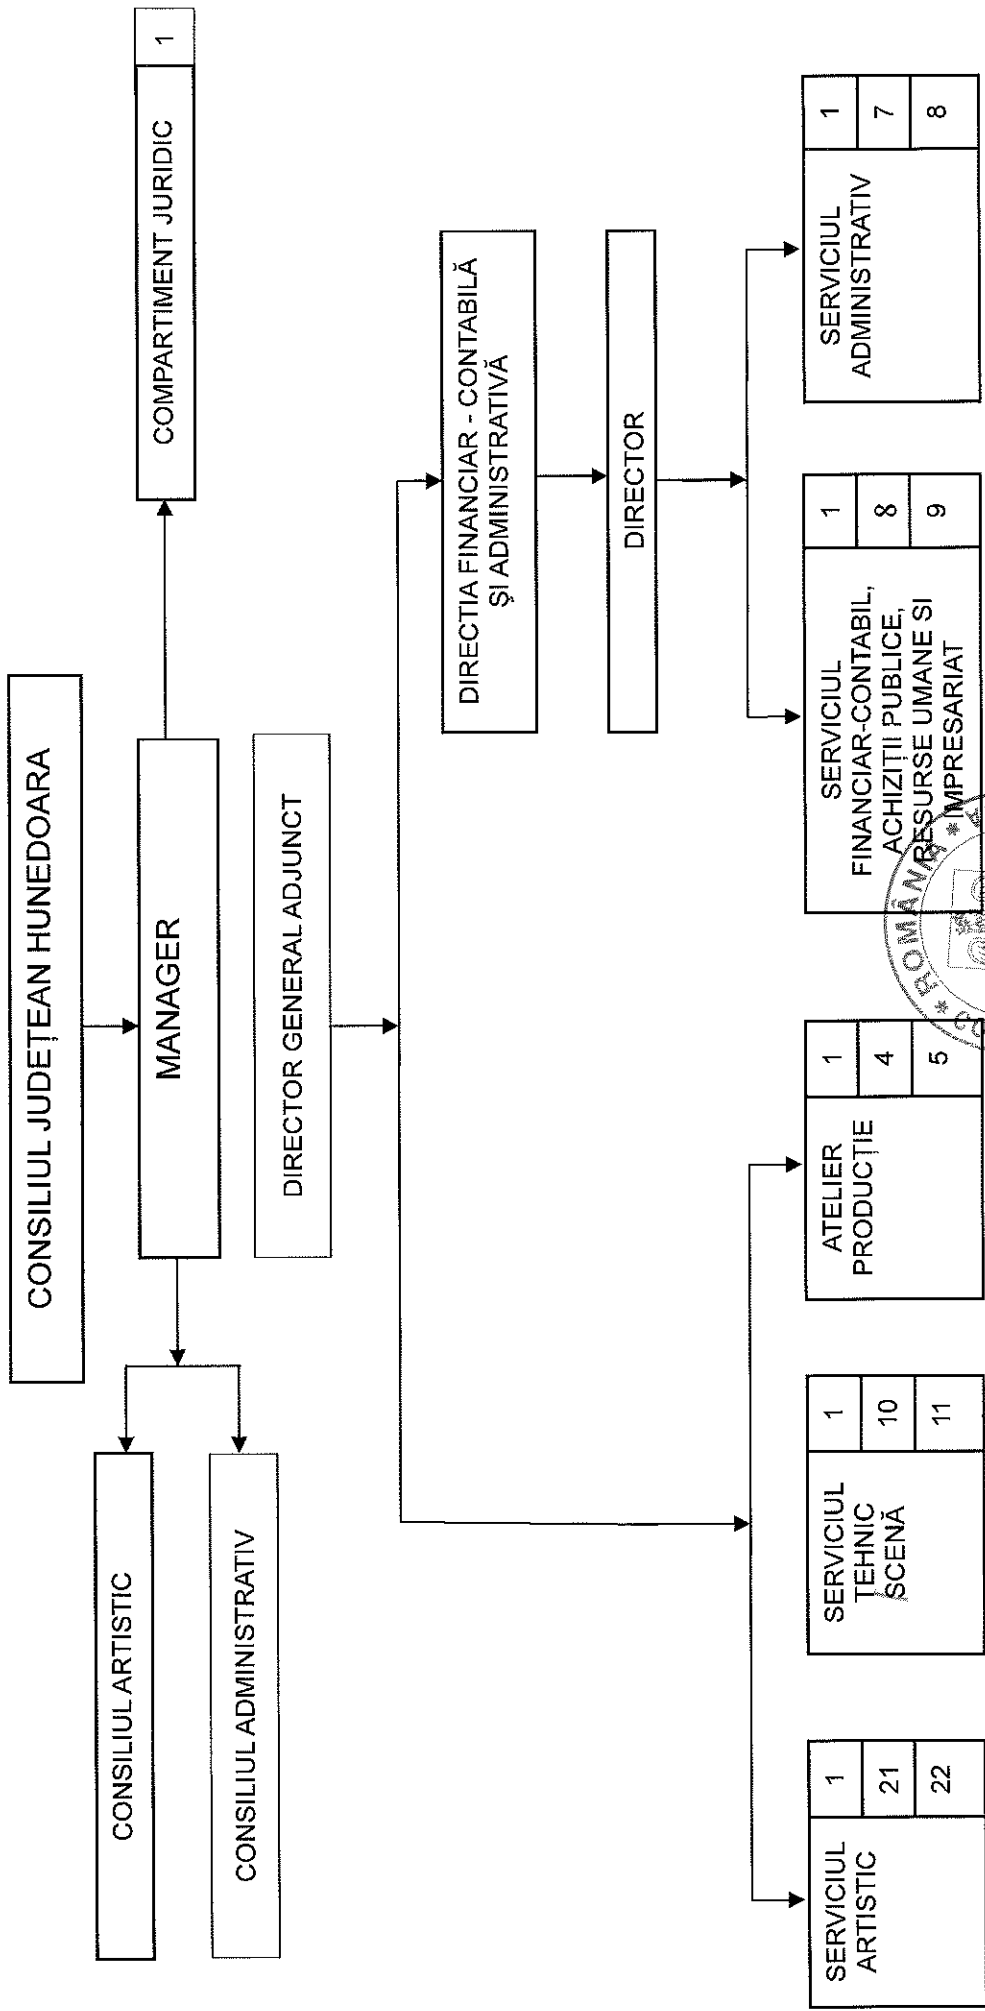 CONSILIUL JUDEȚEAN HUNEDOARA
COMPARTIMENT JURIDIC
1
MANAGER
CONSILIUL ARTISTIC
CONSILIUL ADMINISTRATIV
DIRECTOR GENERAL ADJUNCT
DIRECTIA FINANCIAR - CONTABILĂ
ŞI ADMINISTRATIVĂ
DIRECTOR
SERVICIUL
ARTISTIC
1
21
22
SERVICIUL
TEHNIC
SCENĂ
1
10
11
ATELIER
PRODUCȚIE
1
4
5
SERVICIUL
FINANCIAR-CONTABIL,
ACHIZIȚII PUBLICE,
RESURSE UMANE SI
IMPRESARIAT
1
8
9
SERVICIUL
ADMINISTRATIV
1
7
8
* ROMÂNIA *